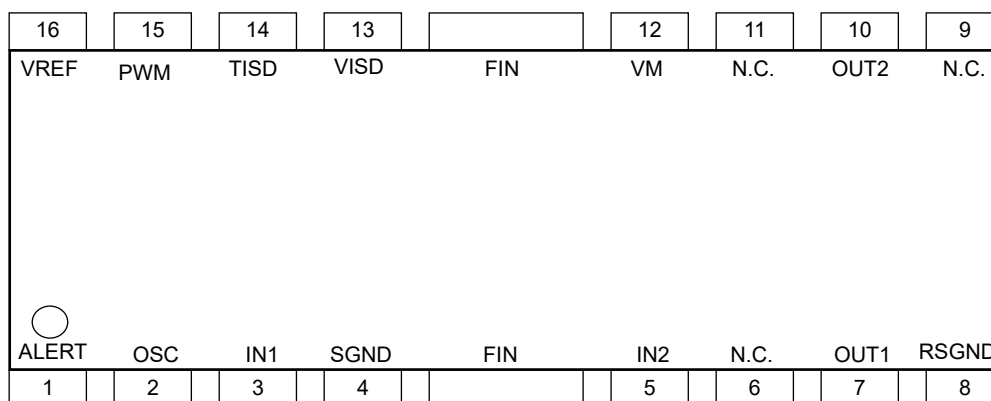 16 15 14 13 12 11 10 9
VREF PWM TISD VISD FIN VM N.C. OUT2 N.C.
ALERT OSC IN1 SGND FIN IN2 N.C. OUT1 RSGND
1 2 3 4 5 6 7 8